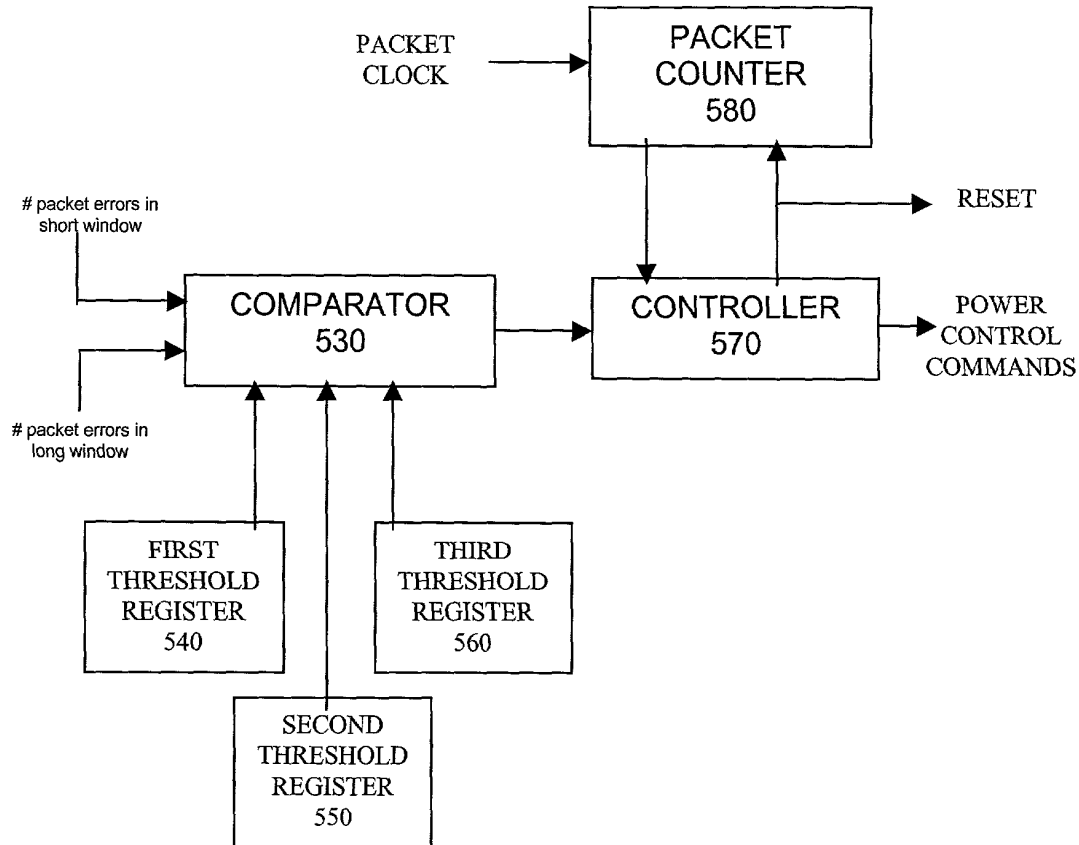 PACKET
CLOCK
PACKET
COUNTER
580
# packet errors in
short window
RESET
COMPARATOR
530
CONTROLLER
570
POWER
CONTROL
COMMANDS
# packet errors in
long window
FIRST
THRESHOLD
REGISTER
540
THIRD
THRESHOLD
REGISTER
560
SECOND
THRESHOLD
REGISTER
550